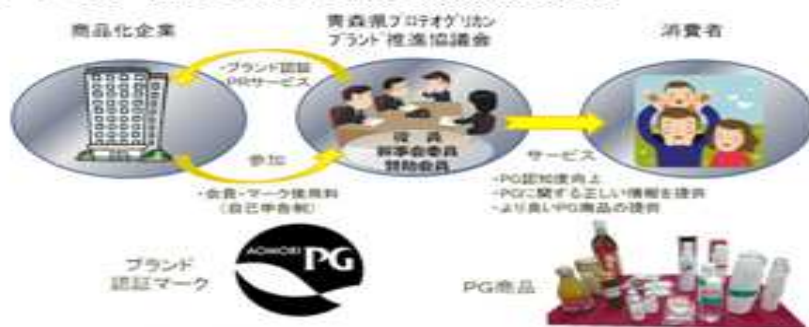 商品化企業
青森県プロテオグリカン
ブランド推進協議会
消費者
・ブランド認証
PRサービス
役員
幹事会委員
賛助会員
参加
サービス
・会費・マーク使用料
(自己申告制)
・PG認知度向上
・PGに関する正しい情報を提供
・より良いPG商品の提供
ブランド
認証マーク
AOMORI
PG
PG商品